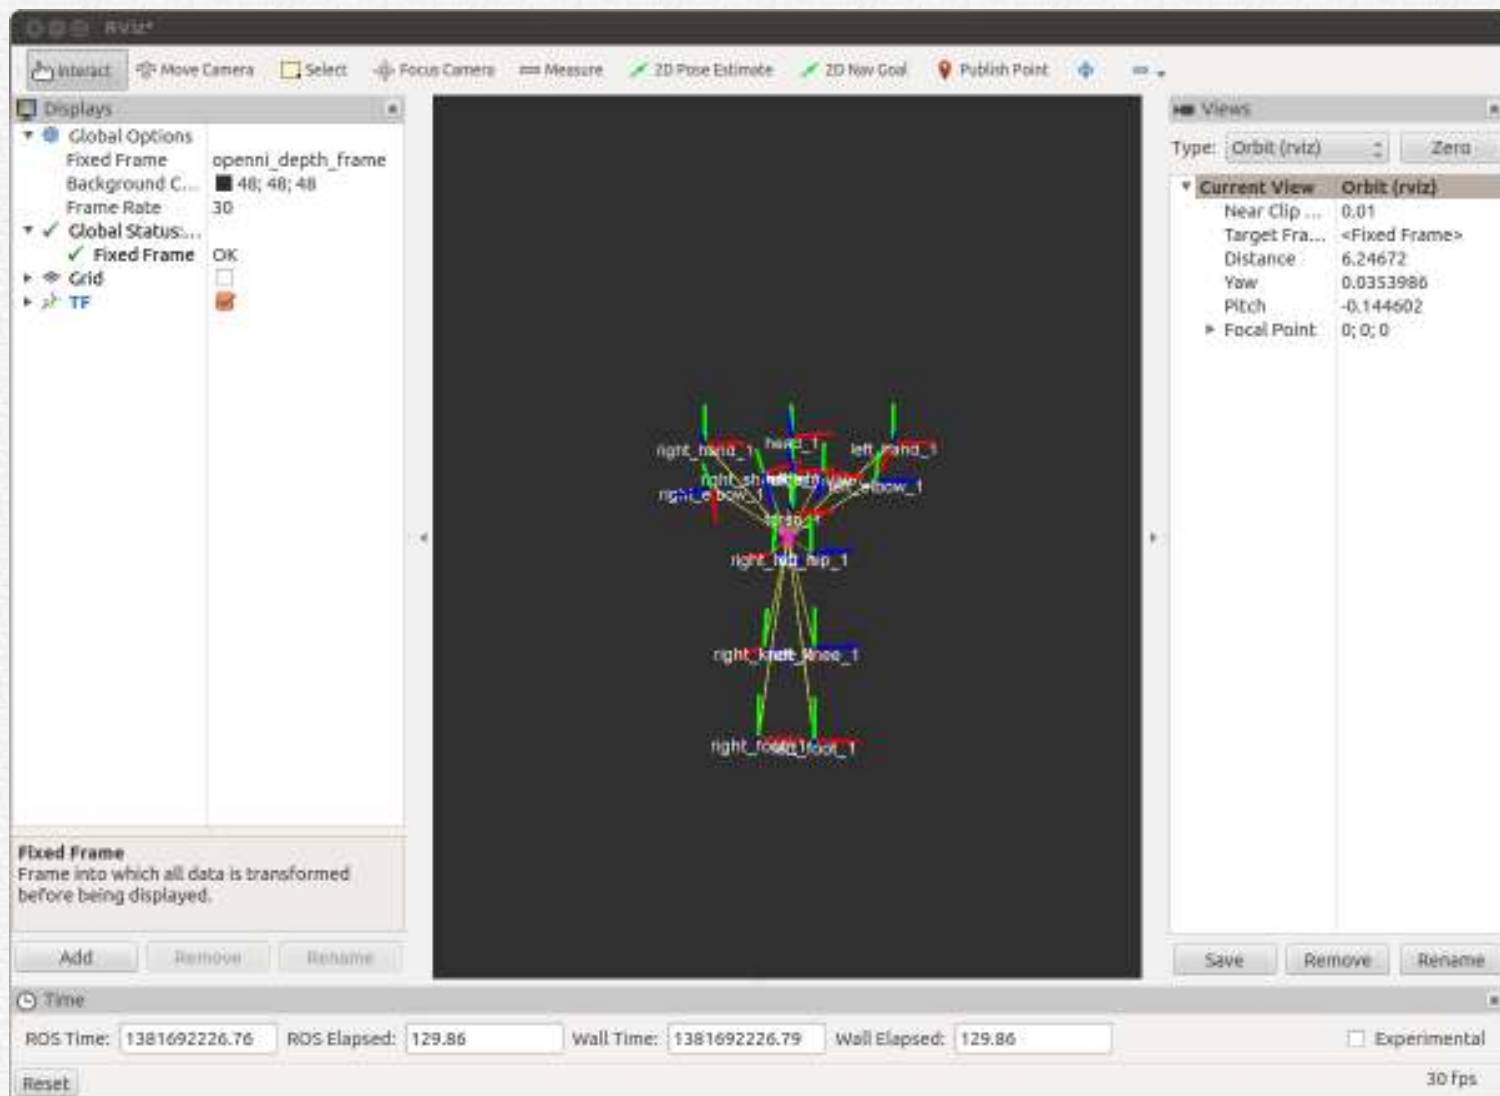 RViz*
Interact Move Camera Select Focus Camera Measure 2D Pose Estimate 2D Nav Goal Publish Point
Displays
Global Options
Fixed Frame openni_depth_frame
Background C... 48; 48; 48
Frame Rate 30
Global Status:...
Fixed Frame OK
Grid
TF
Fixed Frame
Frame into which all data is transformed
before being displayed.
Add Remove Rename
head_1
right_hand_1 left_hand_1
right_elbow_1 left_elbow_1
torso_1
right_knee_1
Views
Type: Orbit (rviz) Zero
Current View Orbit (rviz)
Near Clip ... 0.01
Target Fra... <Fixed Frame>
Distance 6.24672
Yaw 0.0353986
Pitch -0.144602
Focal Point 0; 0; 0
Save Remove Rename
Time
ROS Time: 1381692226.76 ROS Elapsed: 129.86 Wall Time: 1381692226.79 Wall Elapsed: 129.86 Experimental
Reset 30 fps